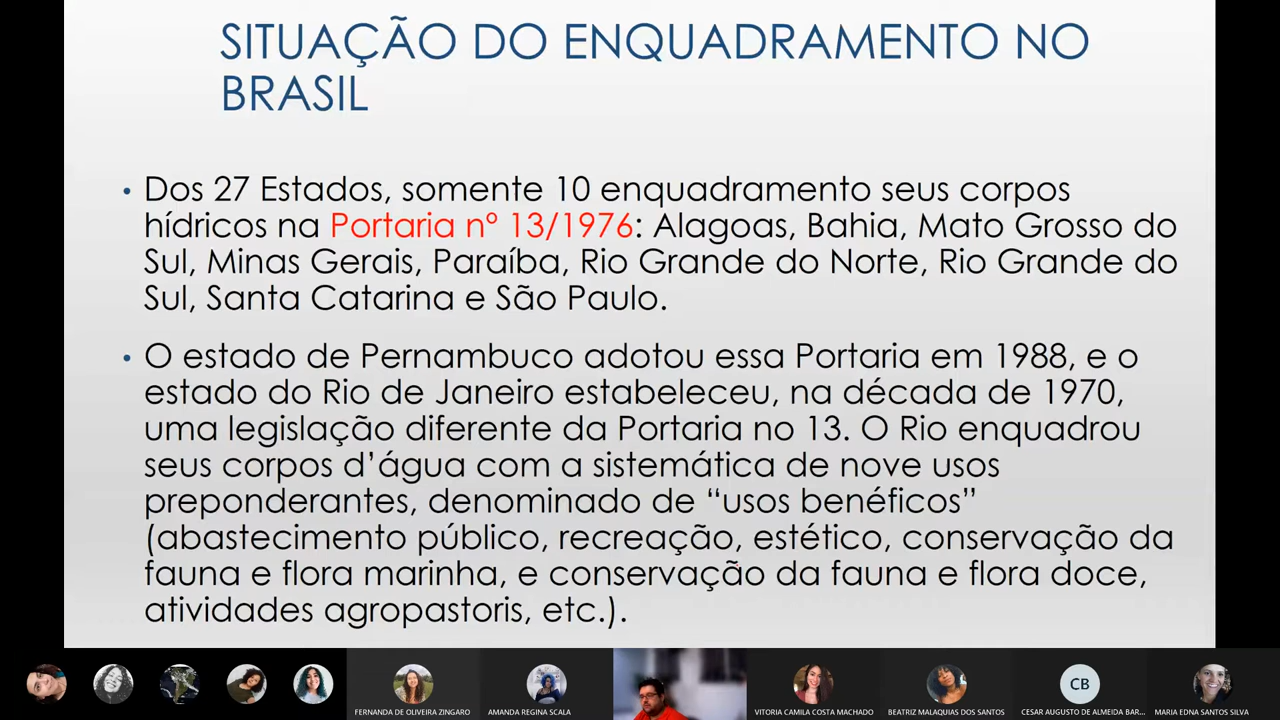 SITUAÇÃO DO ENQUADRAMENTO NO
BRASIL
• Dos 27 Estados, somente 10 enquadramento seus corpos
hídricos na Portaria nº 13/1976: Alagoas, Bahia, Mato Grosso do
Sul, Minas Gerais, Paraíba, Rio Grande do Norte, Rio Grande do
Sul, Santa Catarina e São Paulo.
• O estado de Pernambuco adotou essa Portaria em 1988, e o
estado do Rio de Janeiro estabeleceu, na década de 1970,
uma legislação diferente da Portaria no 13. O Rio enquadrou
seus corpos d’água com a sistemática de nove usos
preponderantes, denominado de “usos benéficos”
(abastecimento público, recreação, estético, conservação da
fauna e flora marinha, e conservação da fauna e flora doce,
atividades agropastoris, etc.).
CB
FERNANDA DE OLIVEIRA ZINGARO
AMANDA REGINA SCALA
VITORIA CAMILA COSTA MACHADO
BEATRIZ MALAQUIAS DOS SANTOS
CESAR AUGUSTO DE ALMEIDA BAR...
MARIA EDNA SANTOS SILVA